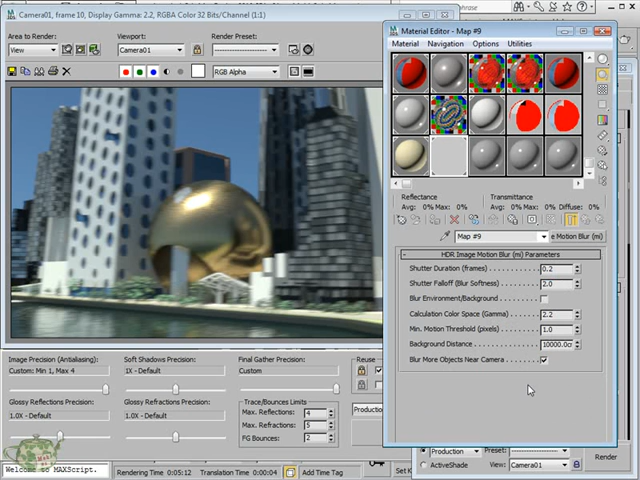 Camera01, frame 10, Display Gamma: 2.2, RGBA Color 32 Bits/Channel (1:1)
Area to Render:
Viewport:
Render Preset:
View
Camera01
RGB Alpha
Material Editor - Map #9
Material Navigation Options Utilities
Reflectance
Transmittance
Avg: 0% Max: 0%
Avg: 0% Max: 0% Diffuse: 0%
Map #9
e Motion Blur (mi)
HDR Image Motion Blur (mi) Parameters
Shutter Duration (frames) 0.2
Shutter Falloff (Blur Softness) 2.0
Blur Environment/Background
Calculation Color Space (Gamma) 2.2
Min. Motion Threshold (pixels) 1.0
Background Distance 10000.0
Blur More Objects Near Camera
Image Precision (Antialiasing):
Soft Shadows Precision:
Final Gather Precision:
Reuse
Custom: Min 1, Max 4
1X - Default
Custom
Glossy Reflections Precision:
Glossy Refractions Precision:
Trace/Bounces Limits
1.0X - Default
1.0X - Default
Max. Reflections: 4
Max. Refractions: 5
FG Bounces: 2
Production
Production
Preset:
ActiveShade
View: Camera01
Welcome to MAXScript.
Rendering Time 0:05:12
Translation Time 0:00:04
Add Time Tag
Set K